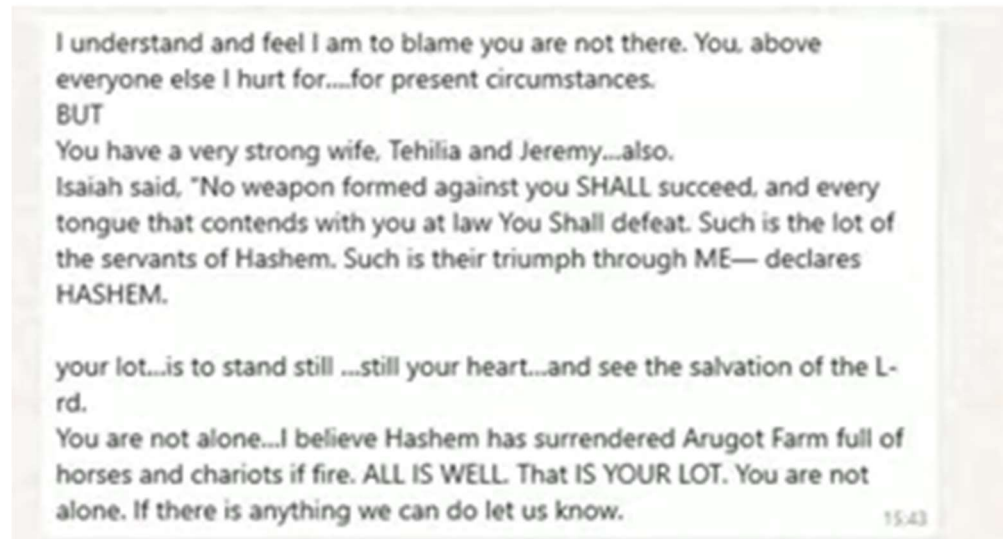 I understand and feel I am to blame you are not there. You, above
everyone else I hurt for....for present circumstances.
BUT
You have a very strong wife, Tehilia and Jeremy...also.
Isaiah said, "No weapon formed against you SHALL succeed, and every
tongue that contends with you at law You Shall defeat. Such is the lot of
the servants of Hashem. Such is their triumph through ME— declares
HASHEM.
your lot...is to stand still ...still your heart...and see the salvation of the L-
rd.
You are not alone...I believe Hashem has surrendered Arugot Farm full of
horses and chariots if fire. ALL IS WELL. That IS YOUR LOT. You are not
alone. If there is anything we can do let us know.
15:43